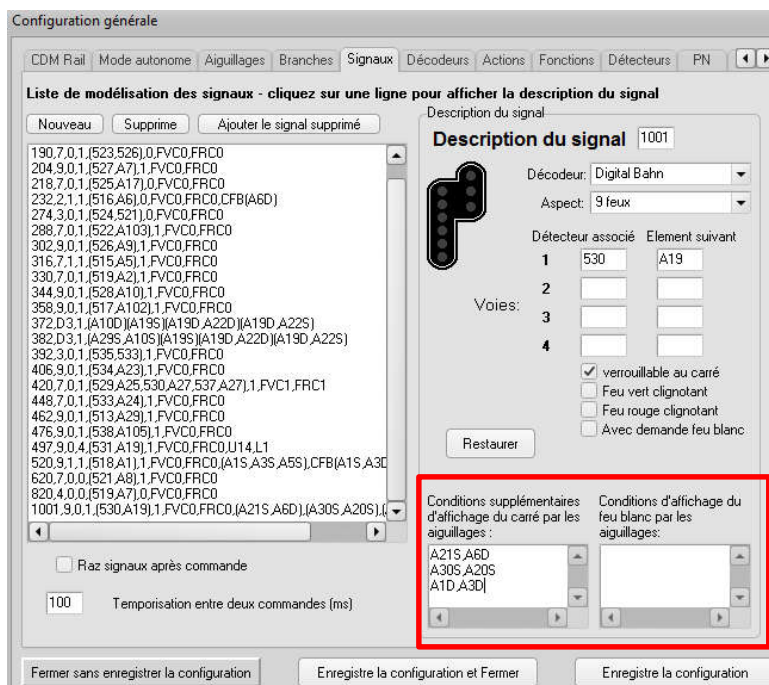 Configuration générale
CDM Rail Mode autonome Aiguillages Branches Signaux Décodeurs Actions Fonctions Détecteurs PN
Liste de modélisation des signaux - cliquez sur une ligne pour afficher la description du signal
Nouveau Supprime Ajouter le signal supprimé
190,7,0,1,(523,526),0,FVC0,FRC0
204,9,0,1,(527,A7),1,FVC0,FRC0
218,7,0,1,(525,A17),0,FVC0,FRC0
232,2,1,1,(516,A6),0,FVC0,FRC0,CFB(A6D)
274,3,0,1,(524,521),0,FVC0,FRC0
288,7,0,1,(522,A103),1,FVC0,FRC0
302,9,0,1,(526,A9),1,FVC0,FRC0
316,7,1,1,(515,A5),1,FVC0,FRC0
330,7,0,1,(519,A2),1,FVC0,FRC0
344,9,0,1,(528,A10),1,FVC0,FRC0
358,9,0,1,(517,A102),1,FVC0,FRC0
372,D3,1,(A10D)(A19S)(A19D,A22D)(A19D,A22S)
382,D3,1,(A29S,A10S)(A19S)(A19D,A22D)(A19D,A22S)
392,3,0,1,(535,533),1,FVC0,FRC0
406,9,0,1,(534,A23),1,FVC0,FRC0
420,7,0,1,(529,A25,530,A27,537,A27),1,FVC1,FRC1
448,7,0,1,(533,A24),1,FVC0,FRC0
462,9,0,1,(513,A29),1,FVC0,FRC0
476,9,0,1,(538,A105),1,FVC0,FRC0
497,9,0,4,(531,A19),1,FVC0,FRC0,U14,L1
520,9,1,1,(518,A1),1,FVC0,FRC0,(A1S,A3S,A5S),CFB(A1S,A3D
620,7,0,0,(521,A8),1,FVC0,FRC0
820,4,0,0,(519,A7),0,FVC0,FRC0
1001,9,0,1,(530,A19),1,FVC0,FRC0,(A21S,A6D),(A30S,A20S),(
Raz signaux après commande
100 Temporisation entre deux commandes (ms)
Description du signal
Description du signal 1001
Décodeur: Digital Bahn
Aspect: 9 feux
Détecteur associé Element suivant
1 530 A19
2
Voies:
3
4
verrouillable au carré
Feu vert clignotant
Feu rouge clignotant
Avec demande feu blanc
Restaurer
Conditions supplémentaires
d'affichage du carré par les
aiguillages :
A21S,A6D
A30S,A20S
A1D,A3D
Conditions d'affichage du
feu blanc par les
aiguillages:
Fermer sans enregistrer la configuration Enregistre la configuration et Fermer Enregistre la configuration